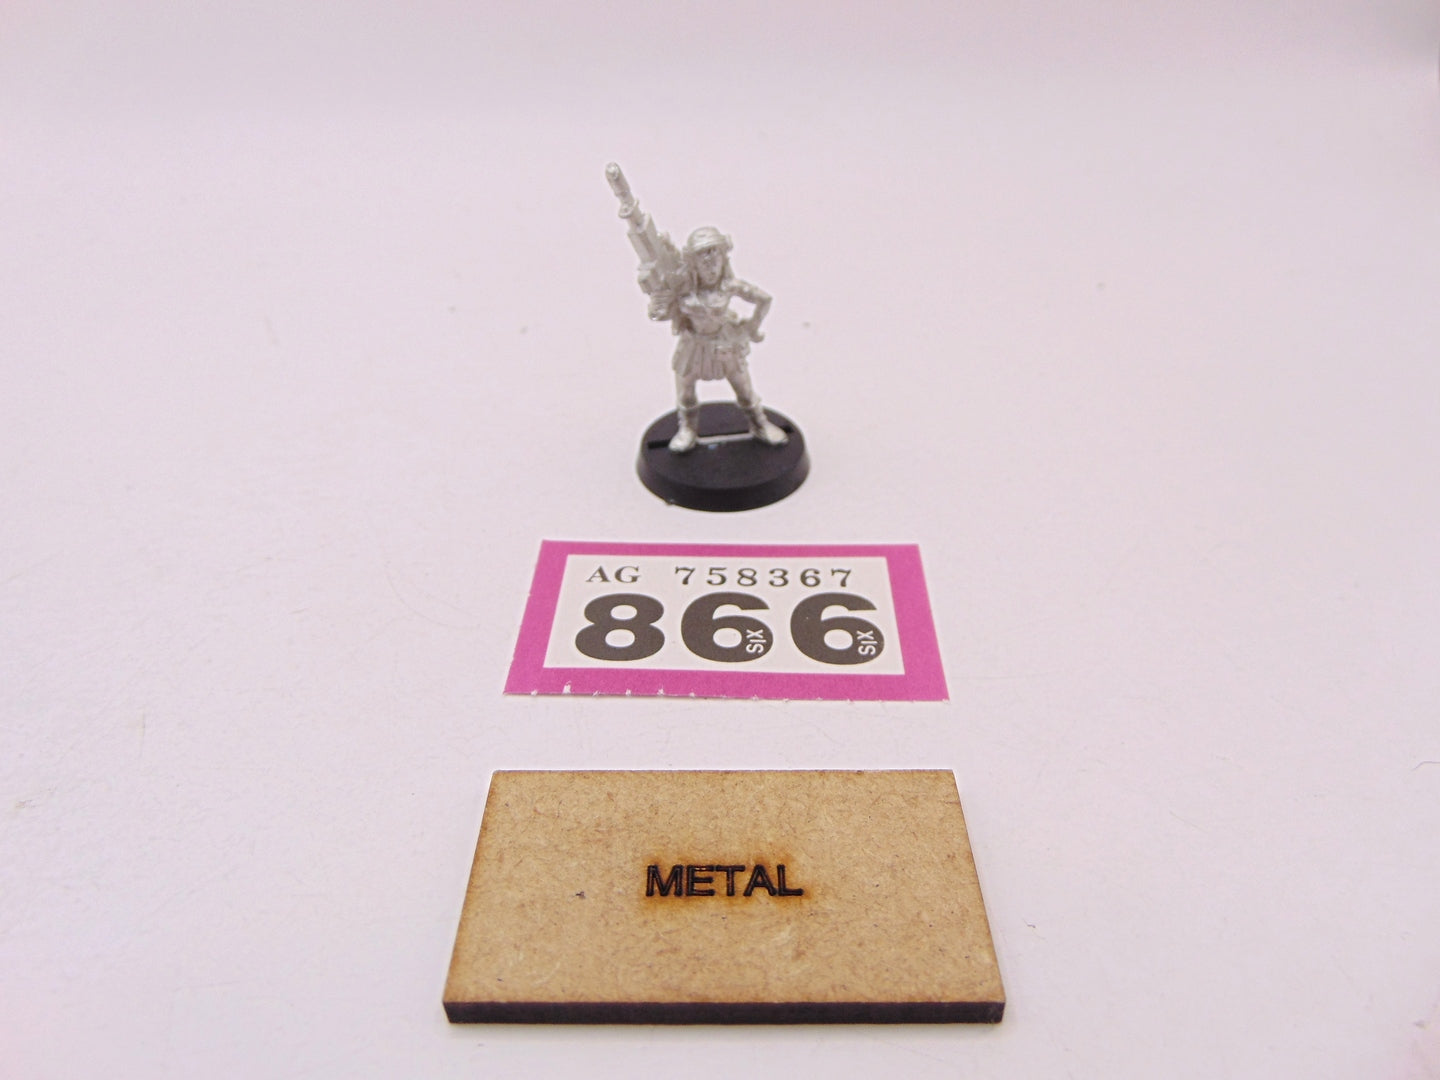 AG 758367
866
SIX SIX
METAL